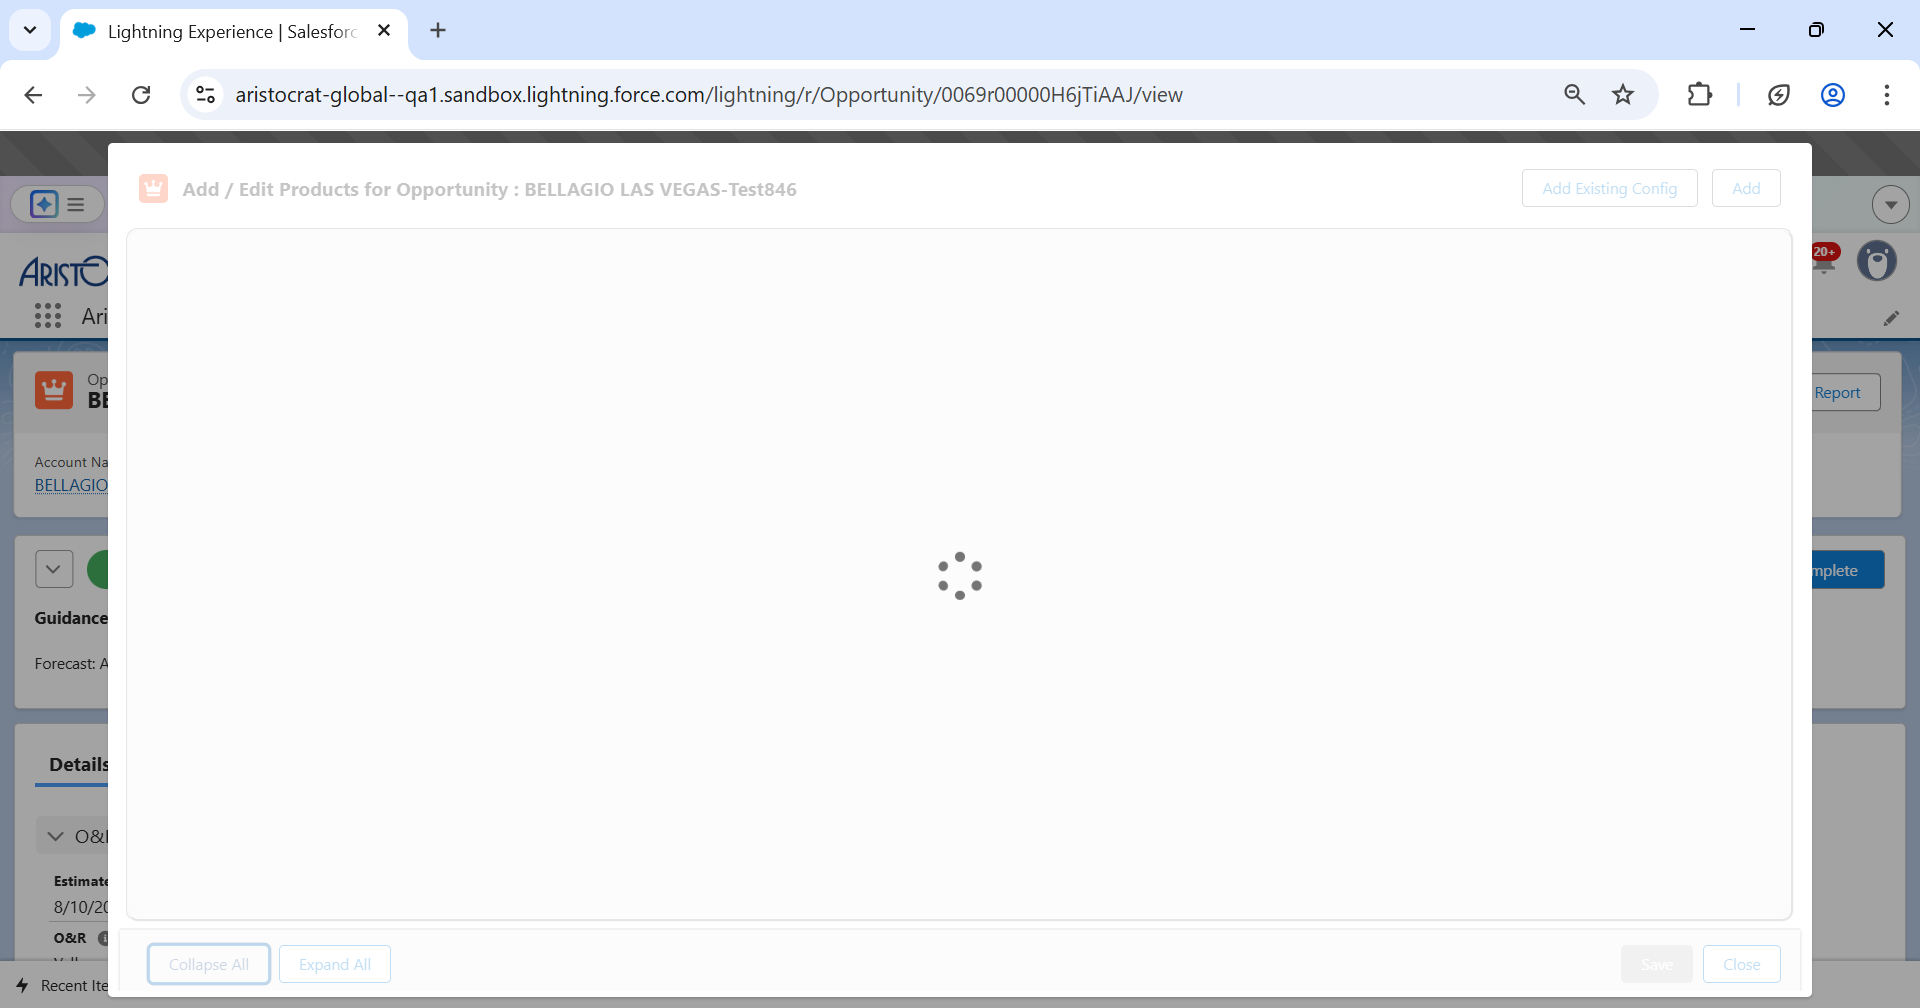 Lightning Experience | Salesforc
aristocrat-global--qa1.sandbox.lightning.force.com/lightning/r/Opportunity/0069r00000H6jTiAAJ/view
Add / Edit Products for Opportunity : BELLAGIO LAS VEGAS-Test846
Add Existing Config
Add
20+
ARISTO
Ari
Op
BE
Report
Account Na
BELLAGIO
mplete
Guidance
Forecast: A
Details
O&
Estimate
8/10/20
O&R
Collapse All
Expand All
Save
Close
Recent Ite